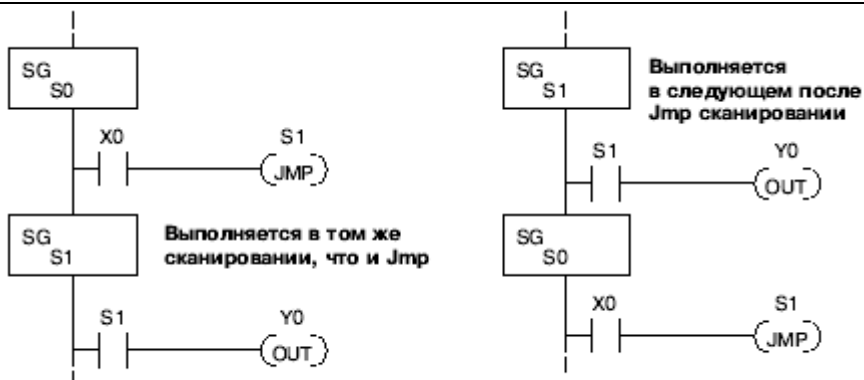 SG
S0
X0
S1
JMP
SG
S1
Выполняется в том же
сканировании, что и Jmp
S1
Y0
OUT
SG
S1
Выполняется
в следующем после
Jmp сканировании
S1
Y0
OUT
SG
S0
X0
S1
JMP